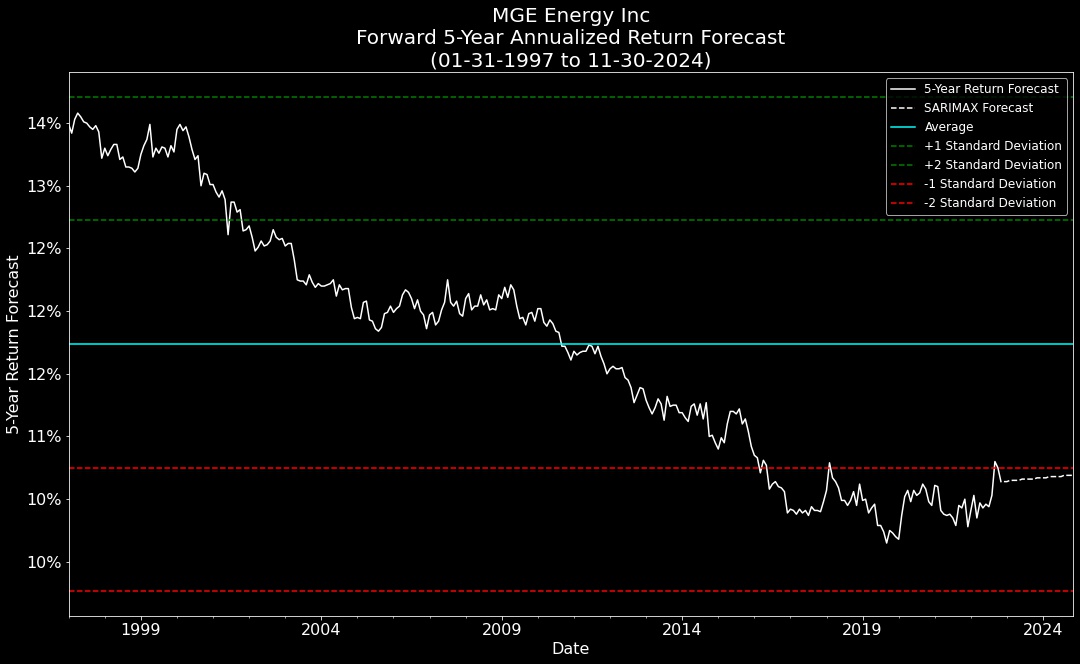 MGE Energy Inc
Forward 5-Year Annualized Return Forecast
(01-31-1997 to 11-30-2024)
5-Year Return Forecast
SARIMAX Forecast
Average
+1 Standard Deviation
+2 Standard Deviation
-1 Standard Deviation
-2 Standard Deviation
5-Year Return Forecast
14%
13%
12%
12%
12%
11%
10%
10%
1999
2004
2009
2014
2019
2024
Date